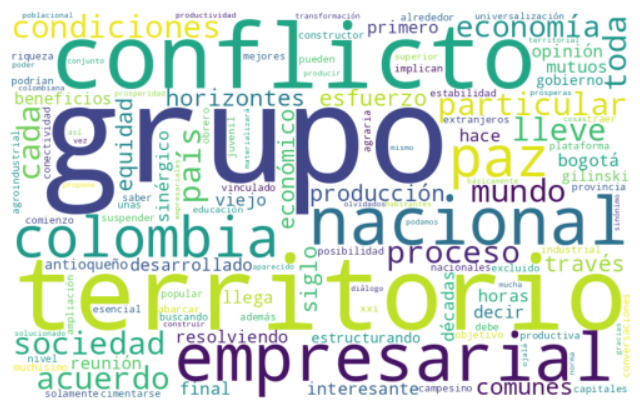 poblacional productividad transformación alrededor universalización
condiciones conflicto primero economía toda
riqueza poder constructor mejores pueden superior implican opinión mutuos gobierno
colombiana conjunto podrían producir estabilidad territorial prósperas
beneficios prosperidad horizontes esfuerzo particular extranjeros cosas traer
cada equidad grupo agraria hace lleve plataforma
agroindustrial conectividad así vez sinérgico país obrero juvenil materializará económico mismo paz bogotá
propone empresariales vinculado olvidados habitantes básicamente gilinski provincia
saber unas viejo producción mundo sinónimo
comienzo suspender educación podamos
colombia nacional
antioqueño desarrollado aparecido posibilidad proceso industrial través
solucionado diálogo nacionales excluido
ampliación popular llega siglo mucha décadas horas
territorio
esencial abarcar además xxi decir
buscando construir debe productiva conversaciones
sociedad resolviendo estructurando objetivo
nivel reunión empresarial interesante gracias ojalá norma
muchísimo acuerdo final comunes
solamente cimentarse campesino capitales